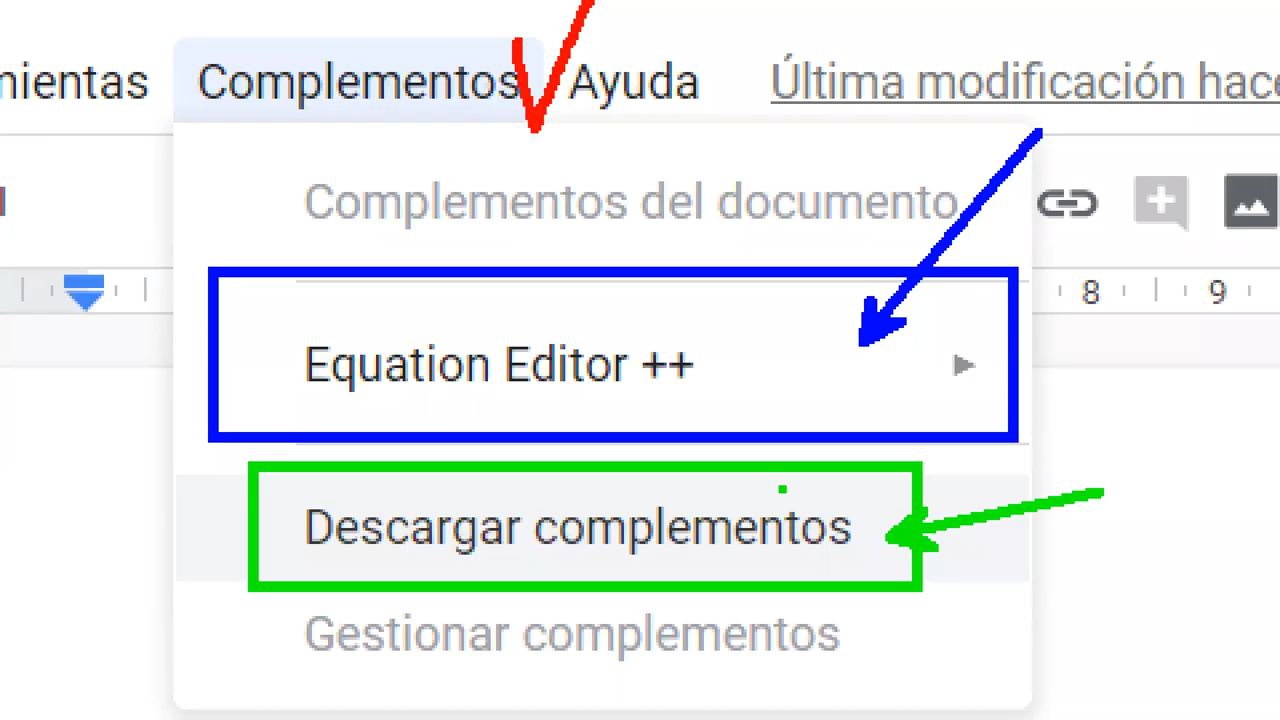 mientas Complementos Ayuda Última modificación hace
Complementos del documento
8 9
Equation Editor ++
Descargar complementos
Gestionar complementos